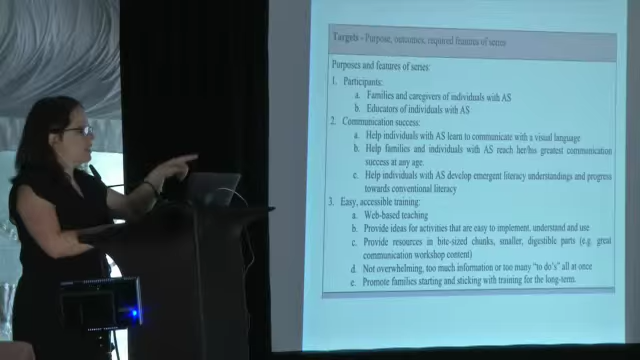 Targets - Purpose, outcomes, required features of series
Purposes and features of series:
1. Participants:
a. Families and caregivers of individuals with AS
b. Educators of individuals with AS
2. Communication success:
a. Help individuals with AS learn to communicate with a visual language
b. Help families and individuals with AS reach her/his greatest communication
success at any age.
c. Help individuals with AS develop emergent literacy understandings and progress
towards conventional literacy
3. Easy, accessible training:
a. Web-based teaching
b. Provide ideas for activities that are easy to implement, understand and use
c. Provide resources in bite-sized chunks, smaller, digestible parts (e.g. great
communication workshop content)
d. Not overwhelming, too much information or too many "to do's" all at once
e. Promote families starting and sticking with training for the long-term.